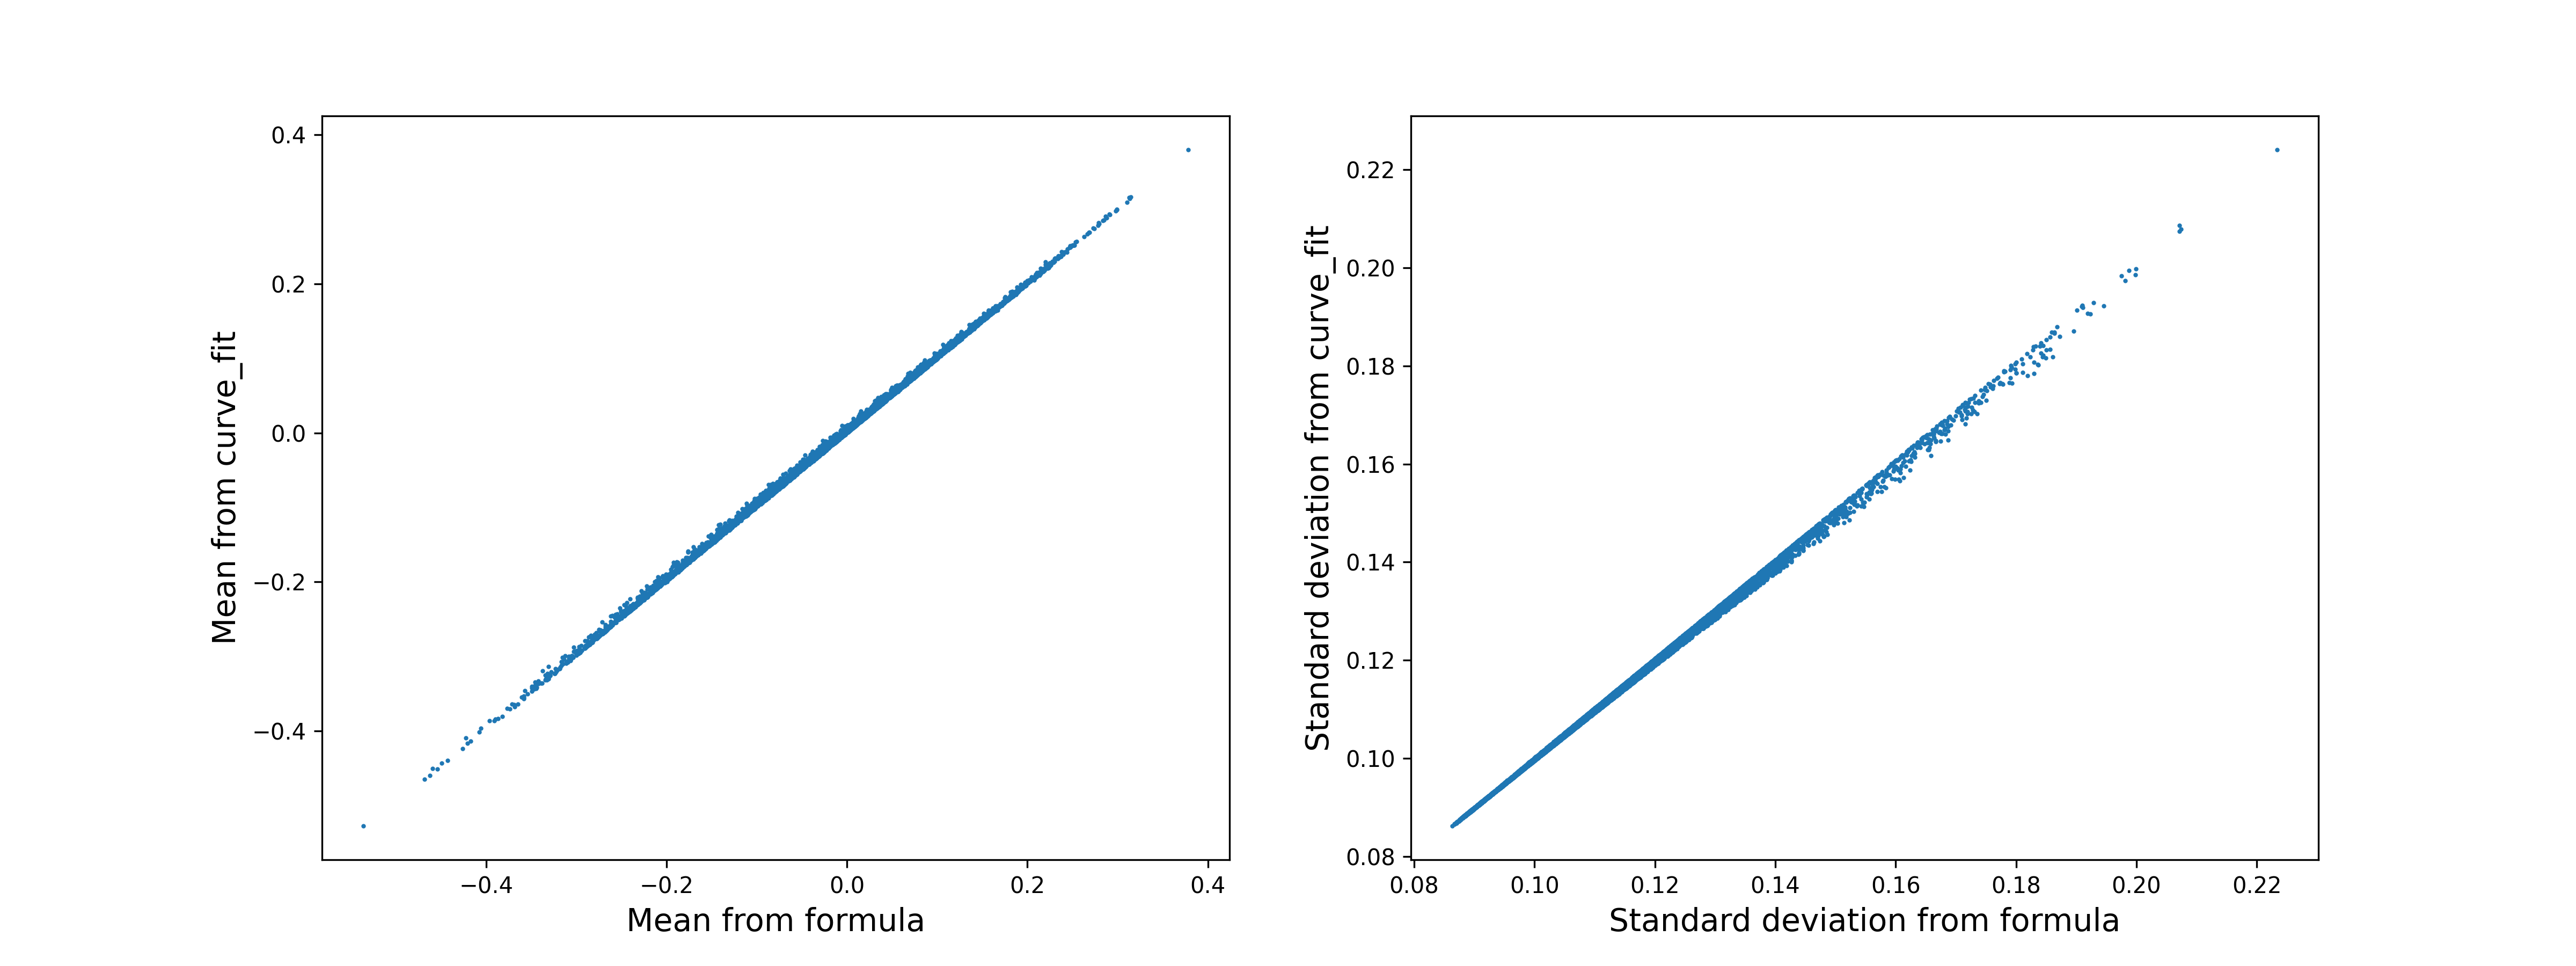 0.4
0.2
0.0
−0.2
−0.4
−0.4 −0.2 0.0 0.2 0.4
Mean from curve_fit
Mean from formula
0.22
0.20
0.18
0.16
0.14
0.12
0.10
0.08
0.08 0.10 0.12 0.14 0.16 0.18 0.20 0.22
Standard deviation from curve_fit
Standard deviation from formula